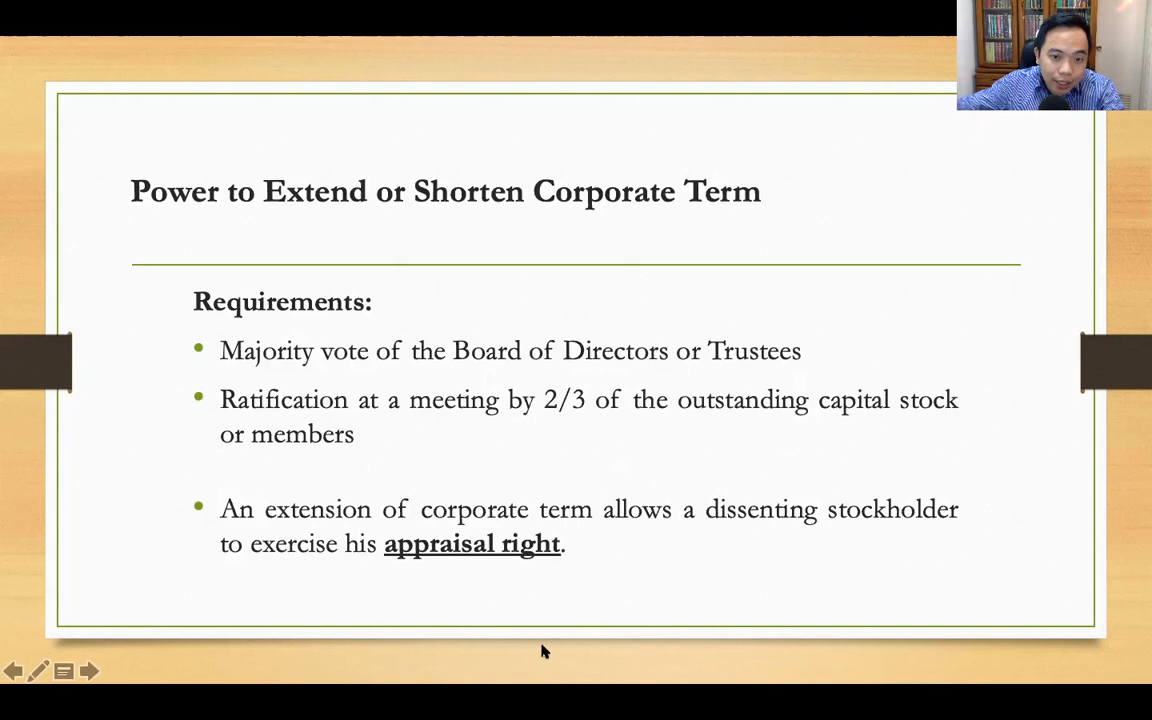 Power to Extend or Shorten Corporate Term
Requirements:
• Majority vote of the Board of Directors or Trustees
• Ratification at a meeting by 2/3 of the outstanding capital stock
or members
• An extension of corporate term allows a dissenting stockholder
to exercise his appraisal right.